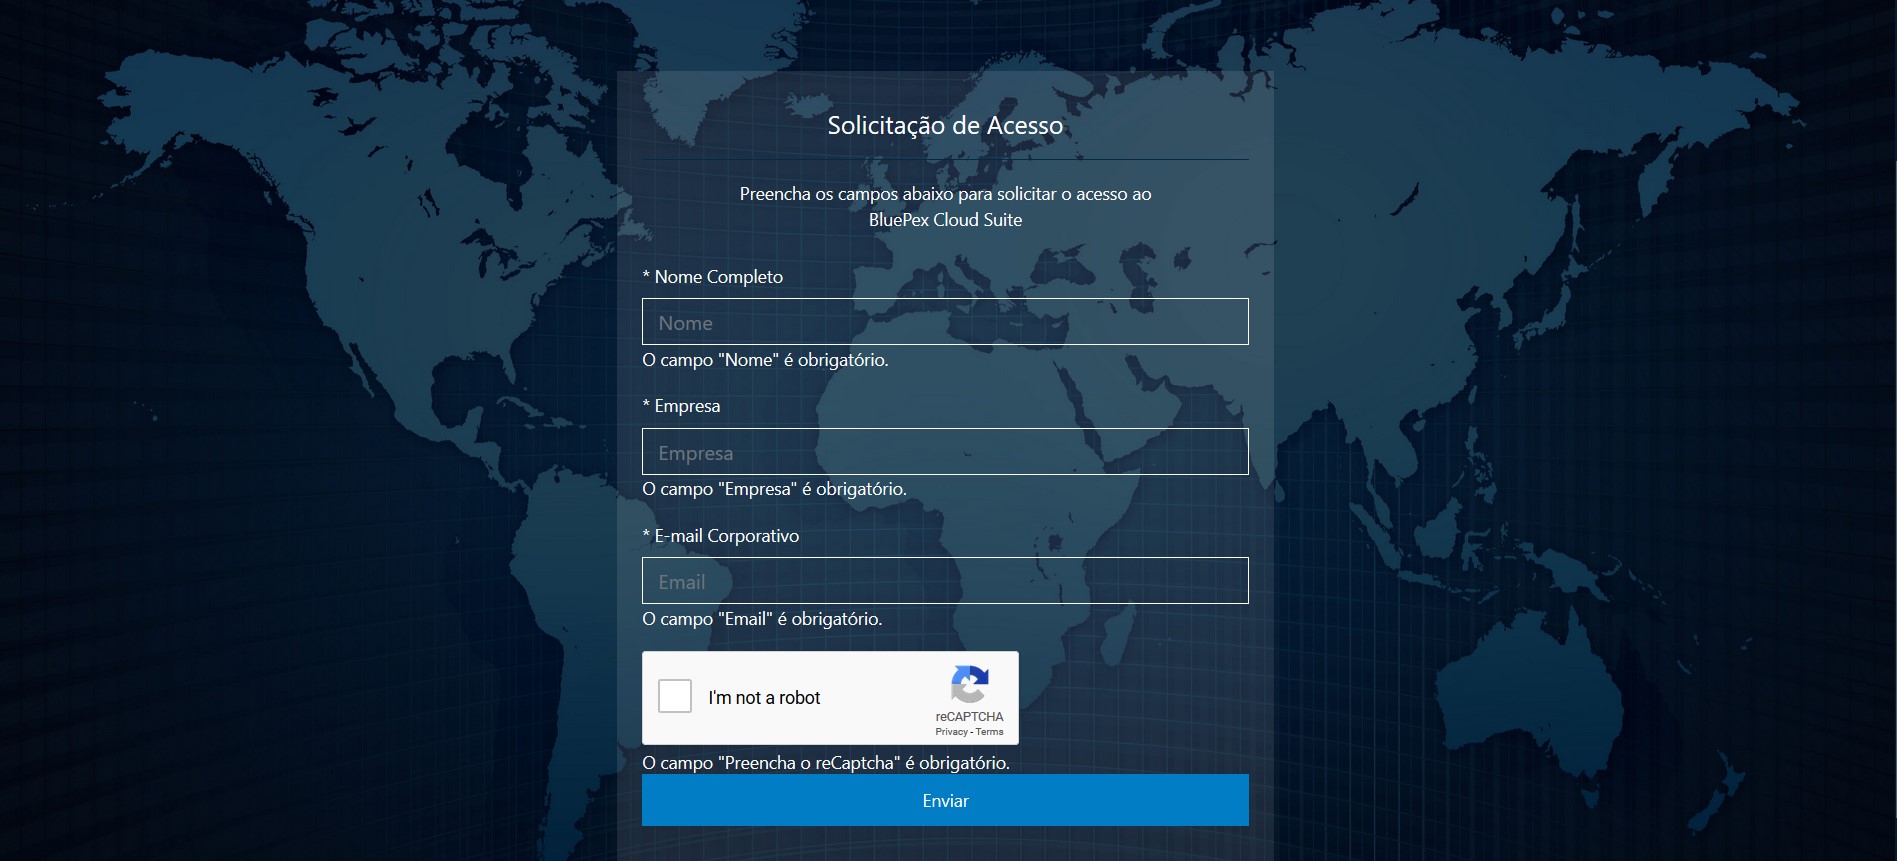 Solicitação de Acesso
Preencha os campos abaixo para solicitar o acesso ao
BluePex Cloud Suite
* Nome Completo
Nome
O campo "Nome" é obrigatório.
* Empresa
Empresa
O campo "Empresa" é obrigatório.
* E-mail Corporativo
Email
O campo "Email" é obrigatório.
I'm not a robot
reCAPTCHA
Privacy - Terms
O campo "Preencha o reCaptcha" é obrigatório.
Enviar